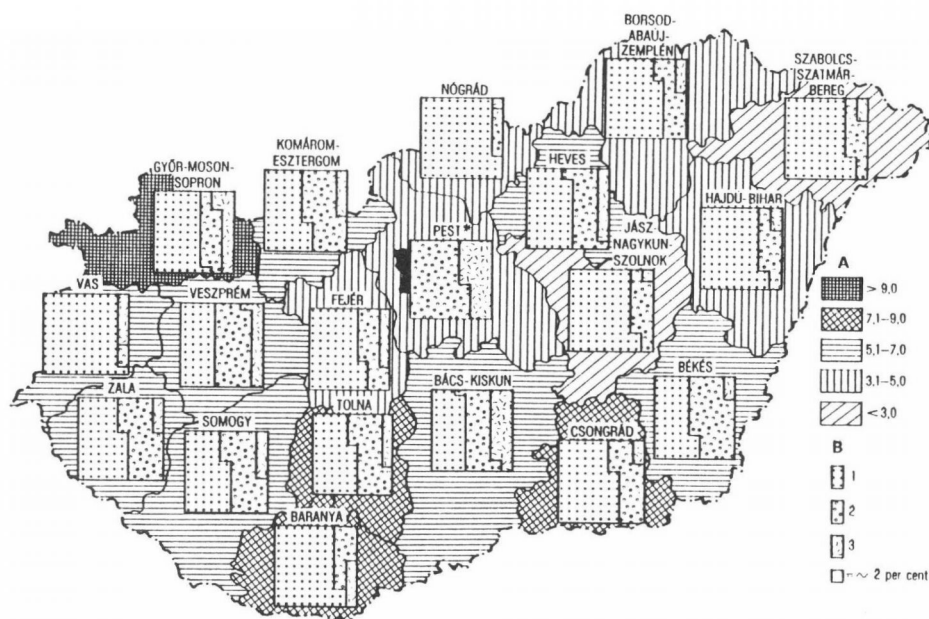 BORSOD-
ABAÚJ-
ZEMPLÉN
SZABOLCS-
SZATMÁR-
BEREG
NÓGRÁD
KOMÁROM-
ESZTERGOM
HEVES
GYŐR-MOSON-
SOPRON
HAJDÚ-BIHAR
PEST*
JÁSZ-
NAGYKUN-
SZOLNOK
VAS
VESZPRÉM
FEJÉR
ZALA
BÁCS-KISKUN
BÉKÉS
SOMOGY
TOLNA
CSONGRÁD
BARANYA
A
> 9,0
7,1–9,0
5,1–7,0
3,1–5,0
< 3,0
B
1
2
3
= ~ 2 per cent